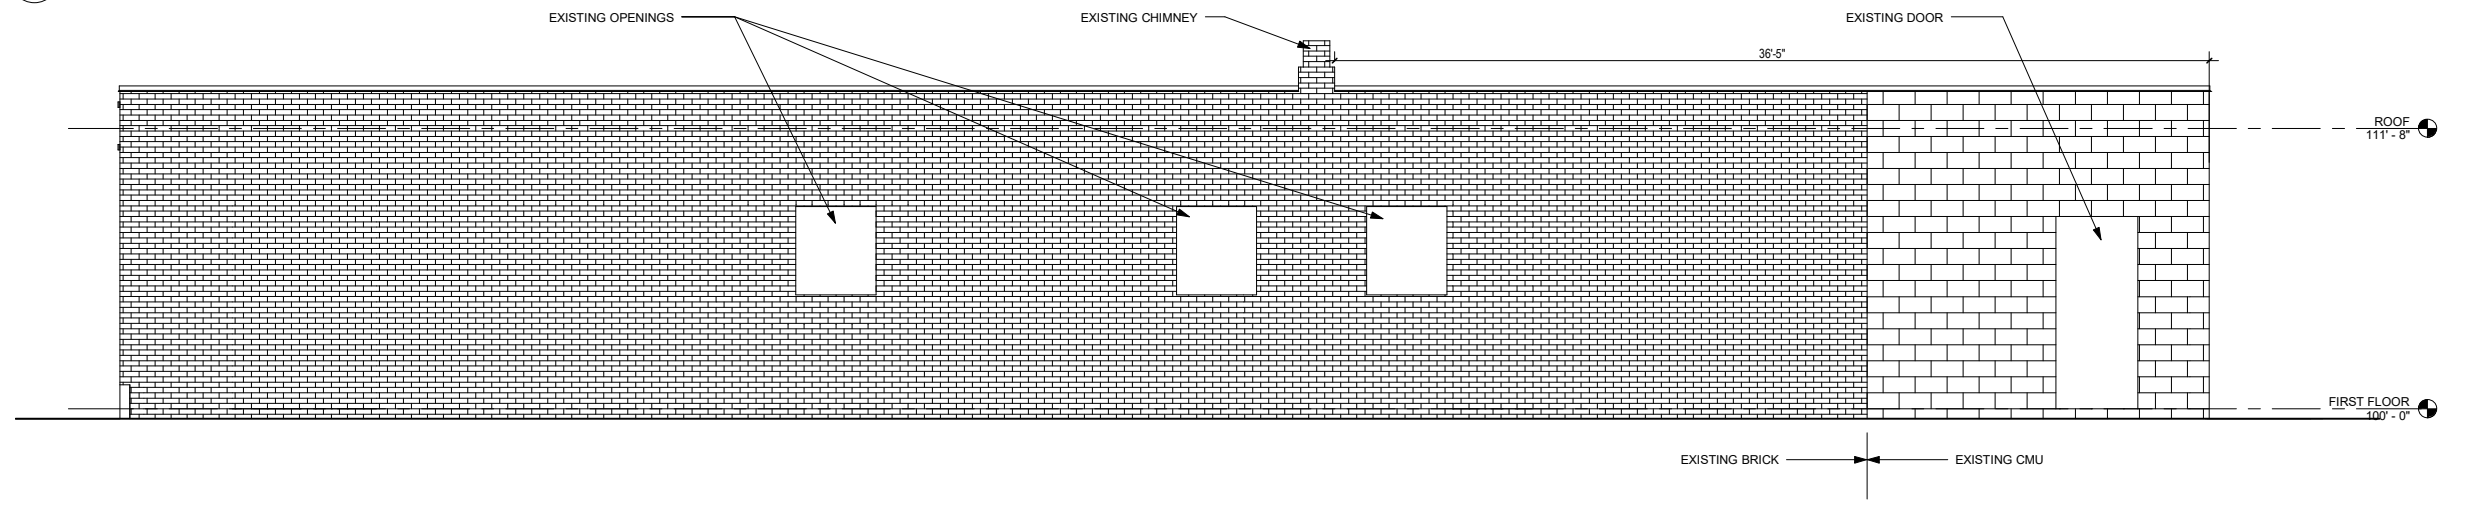 EXISTING OPENINGS
EXISTING CHIMNEY
EXISTING DOOR
36'-5"
ROOF
111' - 8"
FIRST FLOOR
100' - 0"
EXISTING BRICK
EXISTING CMU